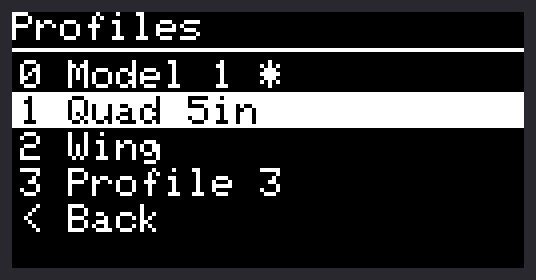 Profiles
0 Model 1 *
1 Quad 5in
2 Wing
3 Profile 3
< Back